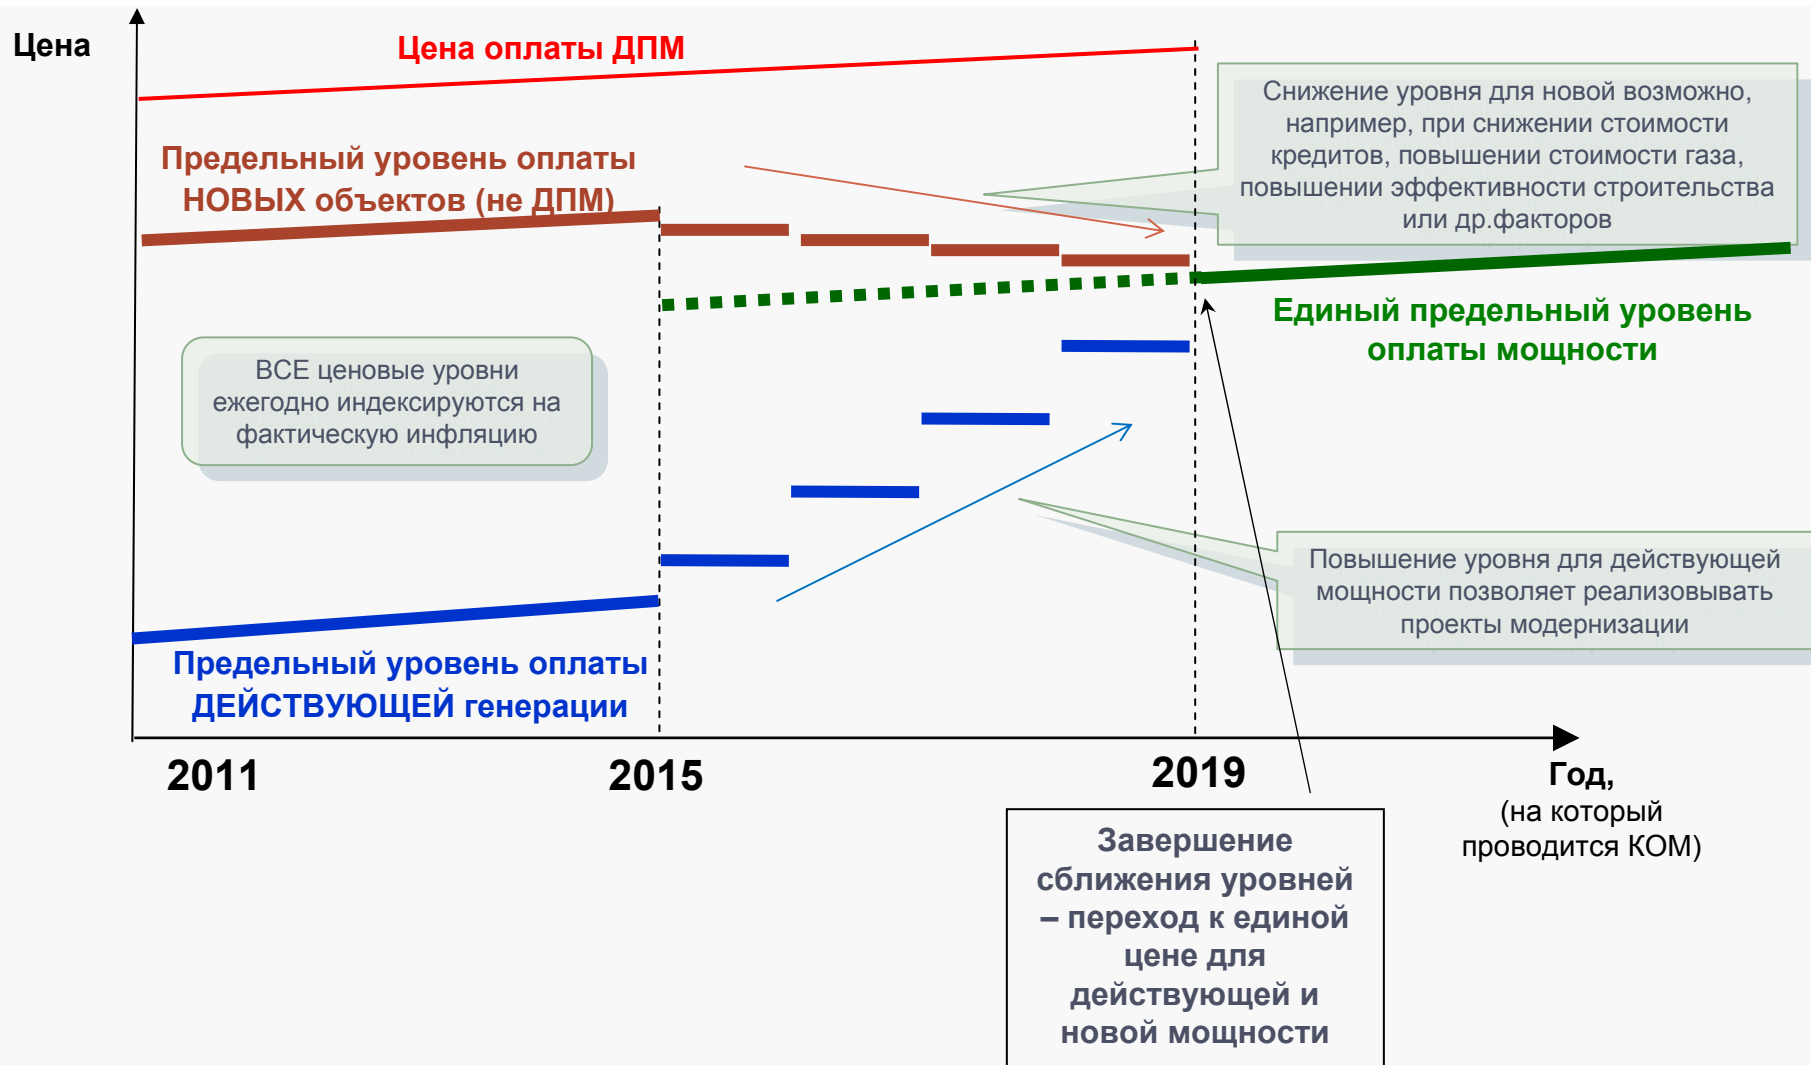 Цена
Цена оплаты ДПМ
Снижение уровня для новой возможно,
например, при снижении стоимости
кредитов, повышении стоимости газа,
повышении эффективности строительства
или др.факторов
Предельный уровень оплаты
НОВЫХ объектов (не ДПМ)
Единый предельный уровень
оплаты мощности
ВСЕ ценовые уровни
ежегодно индексируются на
фактическую инфляцию
Повышение уровня для действующей
мощности позволяет реализовывать
проекты модернизации
Предельный уровень оплаты
ДЕЙСТВУЮЩЕЙ генерации
2011
2015
2019
Год,
(на который
проводится КОМ)
Завершение
сближения уровней
– переход к единой
цене для
действующей и
новой мощности